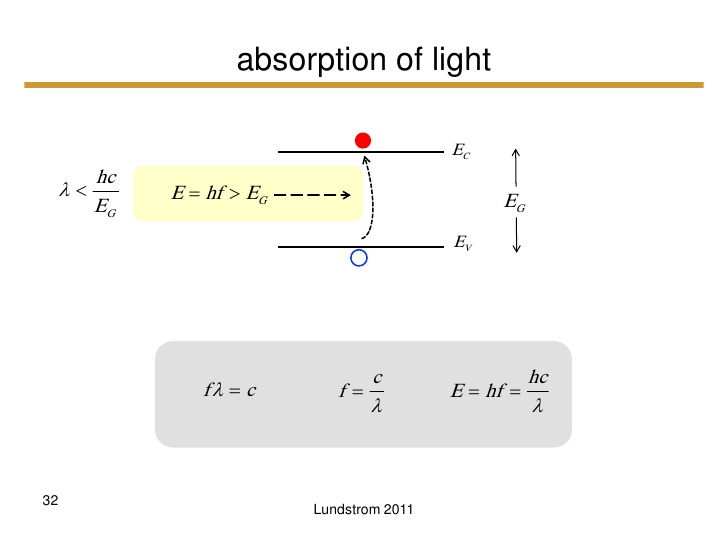 absorption of light
λ < hc/E_G
E = hf > E_G
E_C
E_G
E_V
fλ = c
f = c/λ
E = hf = hc/λ
32
Lundstrom 2011